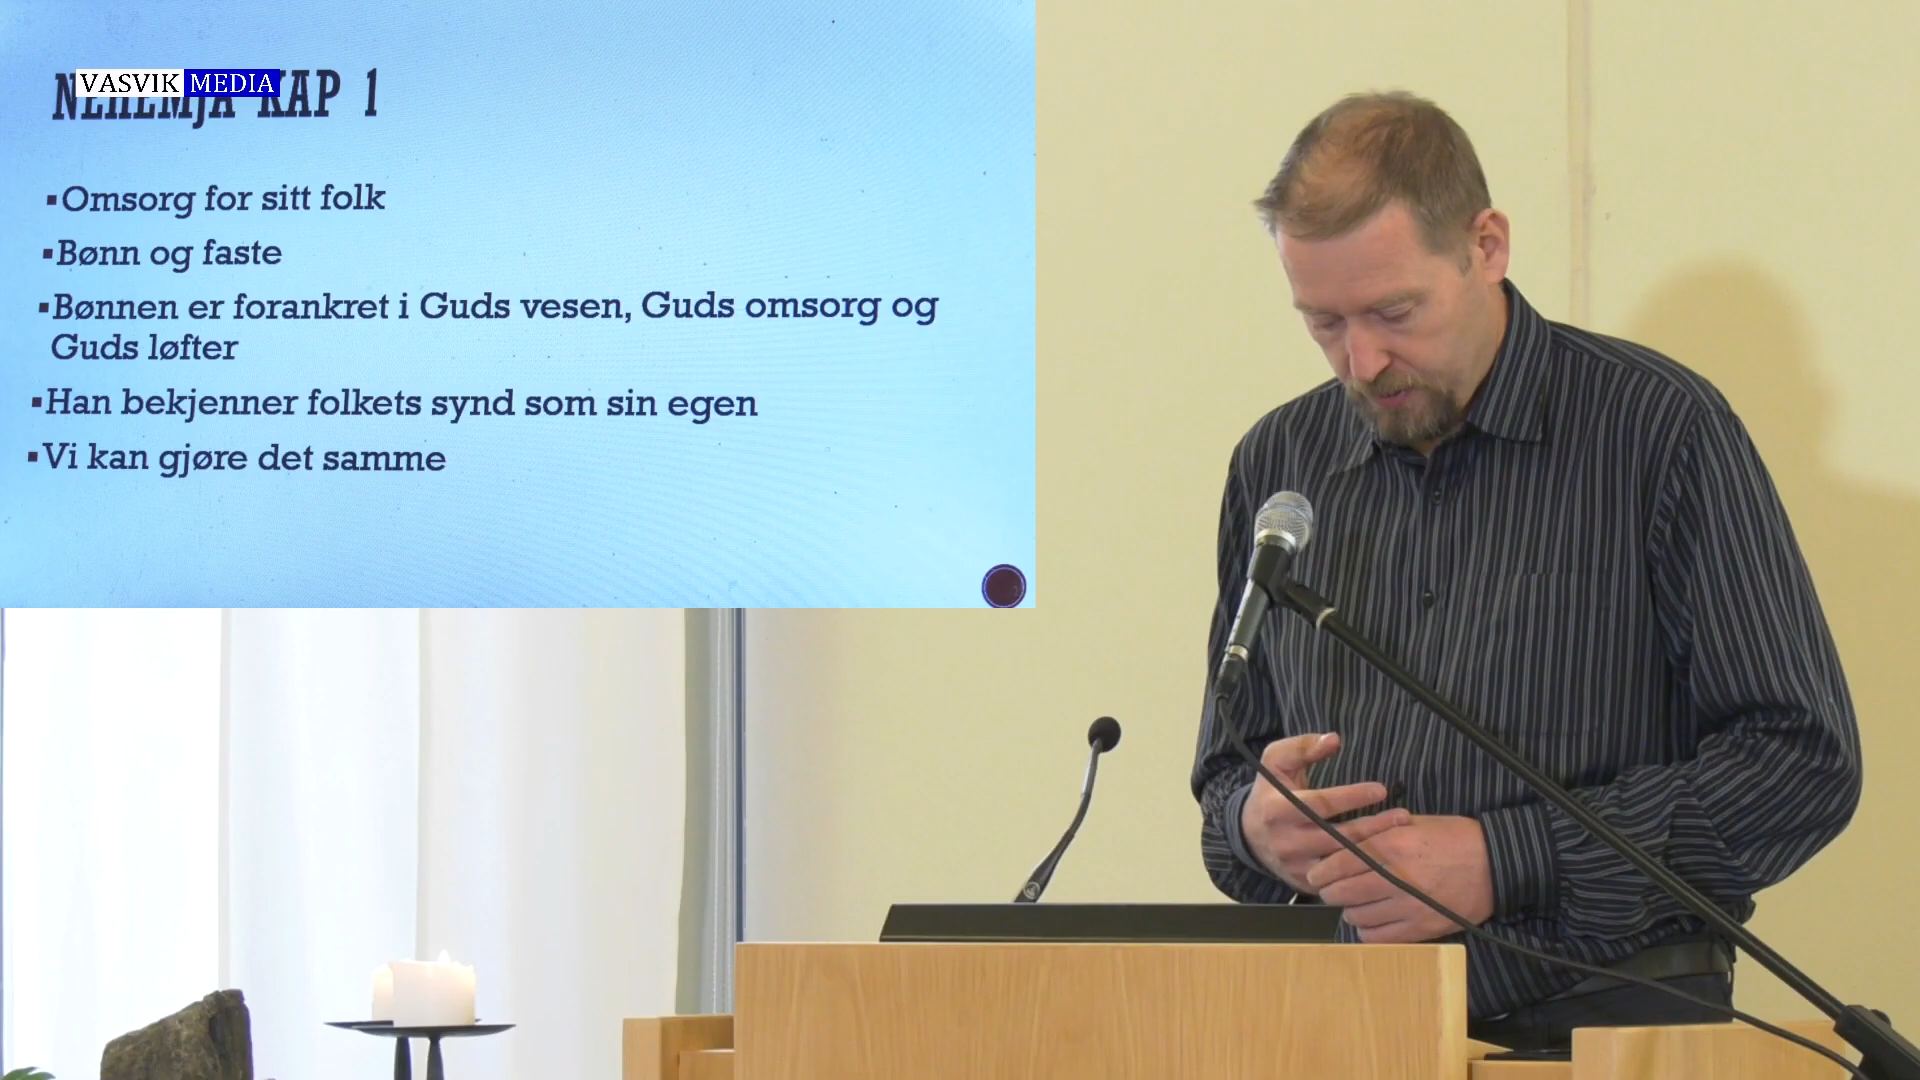 VASVIK MEDIA
NEHEMJA KAP 1
▪Omsorg for sitt folk
▪Bønn og faste
▪Bønnen er forankret i Guds vesen, Guds omsorg og
Guds løfter
▪Han bekjenner folkets synd som sin egen
▪Vi kan gjøre det samme